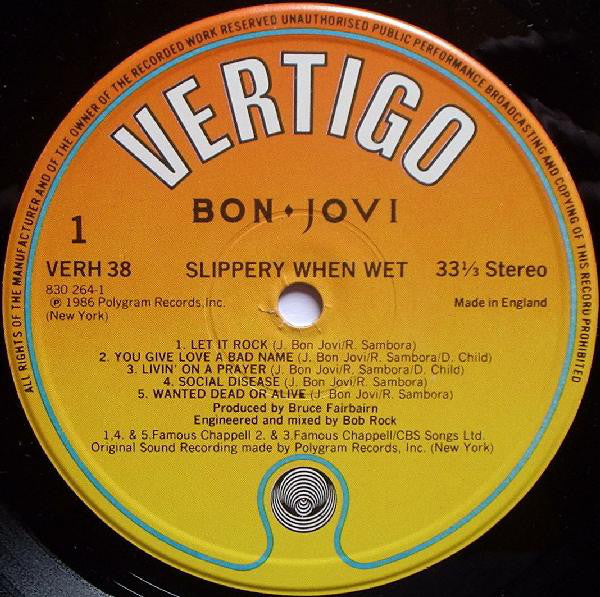 ALL RIGHTS OF THE MANUFACTURER AND OF THE OWNER OF THE RECORDED WORK RESERVED UNAUTHORISED PUBLIC PERFORMANCE BROADCASTING AND COPYING OF THIS RECORD PROHIBITED
VERTIGO
BON • JOVI
1
VERH 38 SLIPPERY WHEN WET 33⅓ Stereo
830 264-1
℗ 1986 Polygram Records, Inc. Made in England
(New York)
1. LET IT ROCK (J. Bon Jovi/R. Sambora)
2. YOU GIVE LOVE A BAD NAME (J. Bon Jovi/R. Sambora/D. Child)
3. LIVIN' ON A PRAYER (J. Bon Jovi/R. Sambora/D. Child)
4. SOCIAL DISEASE (J. Bon Jovi/R. Sambora)
5. WANTED DEAD OR ALIVE (J. Bon Jovi/R. Sambora)
Produced by Bruce Fairbairn
Engineered and mixed by Bob Rock
1,4. & 5.Famous Chappell 2. & 3.Famous Chappell/CBS Songs Ltd.
Original Sound Recording made by Polygram Records, Inc. (New York)